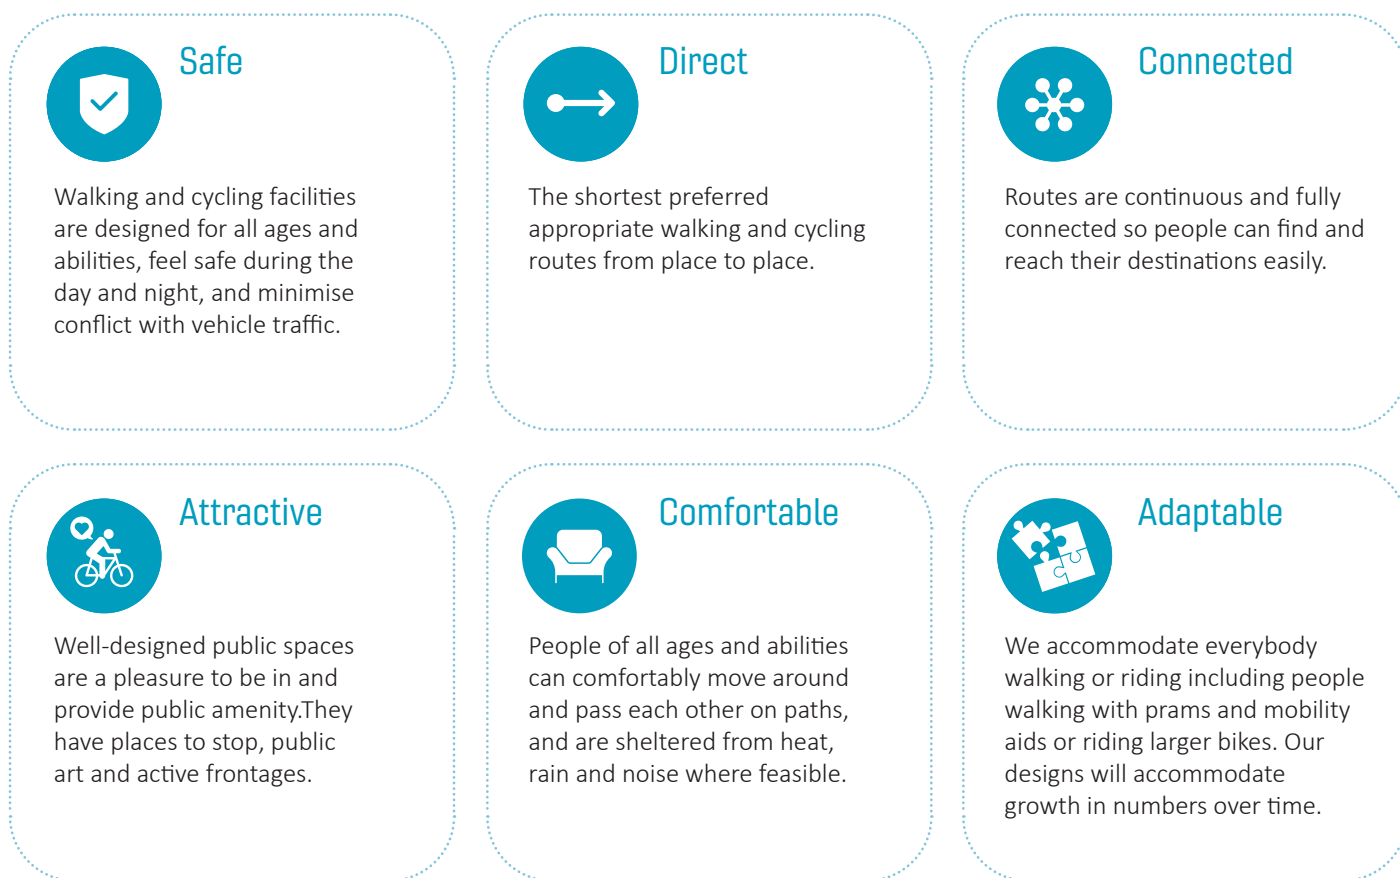 Safe
Walking and cycling facilities
are designed for all ages and
abilities, feel safe during the
day and night, and minimise
conflict with vehicle traffic.
Direct
The shortest preferred
appropriate walking and cycling
routes from place to place.
Connected
Routes are continuous and fully
connected so people can find and
reach their destinations easily.
Attractive
Well-designed public spaces
are a pleasure to be in and
provide public amenity.They
have places to stop, public
art and active frontages.
Comfortable
People of all ages and abilities
can comfortably move around
and pass each other on paths,
and are sheltered from heat,
rain and noise where feasible.
Adaptable
We accommodate everybody
walking or riding including people
walking with prams and mobility
aids or riding larger bikes. Our
designs will accommodate
growth in numbers over time.